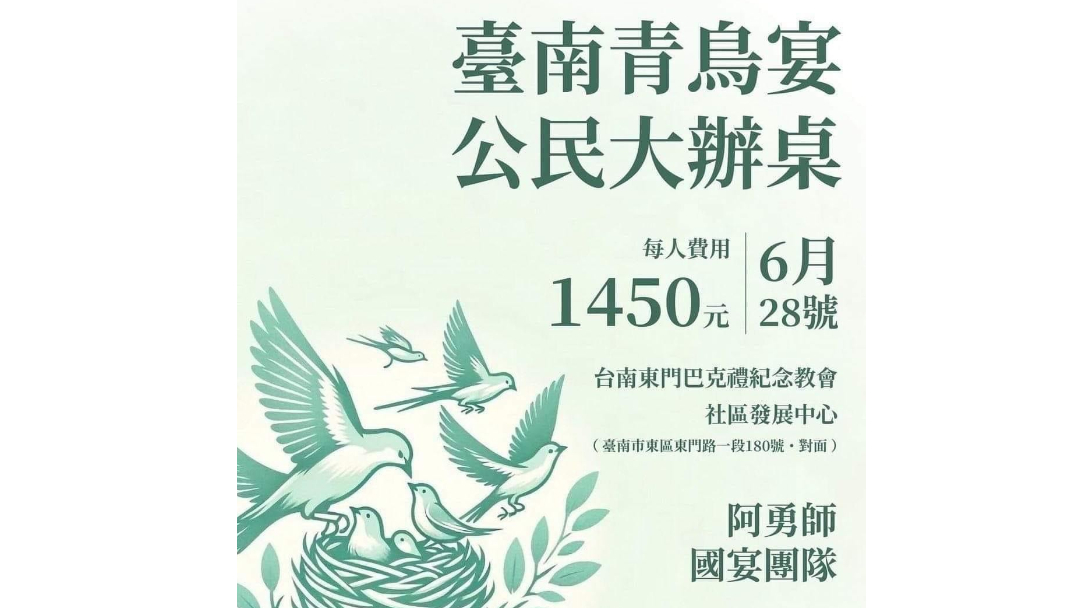 臺南青鳥宴
公民大辦桌
每人費用
1450元
6月
28號
台南東門巴克禮紀念教會
社區發展中心
（臺南市東區東門路一段180號・對面）
阿勇師
國宴團隊